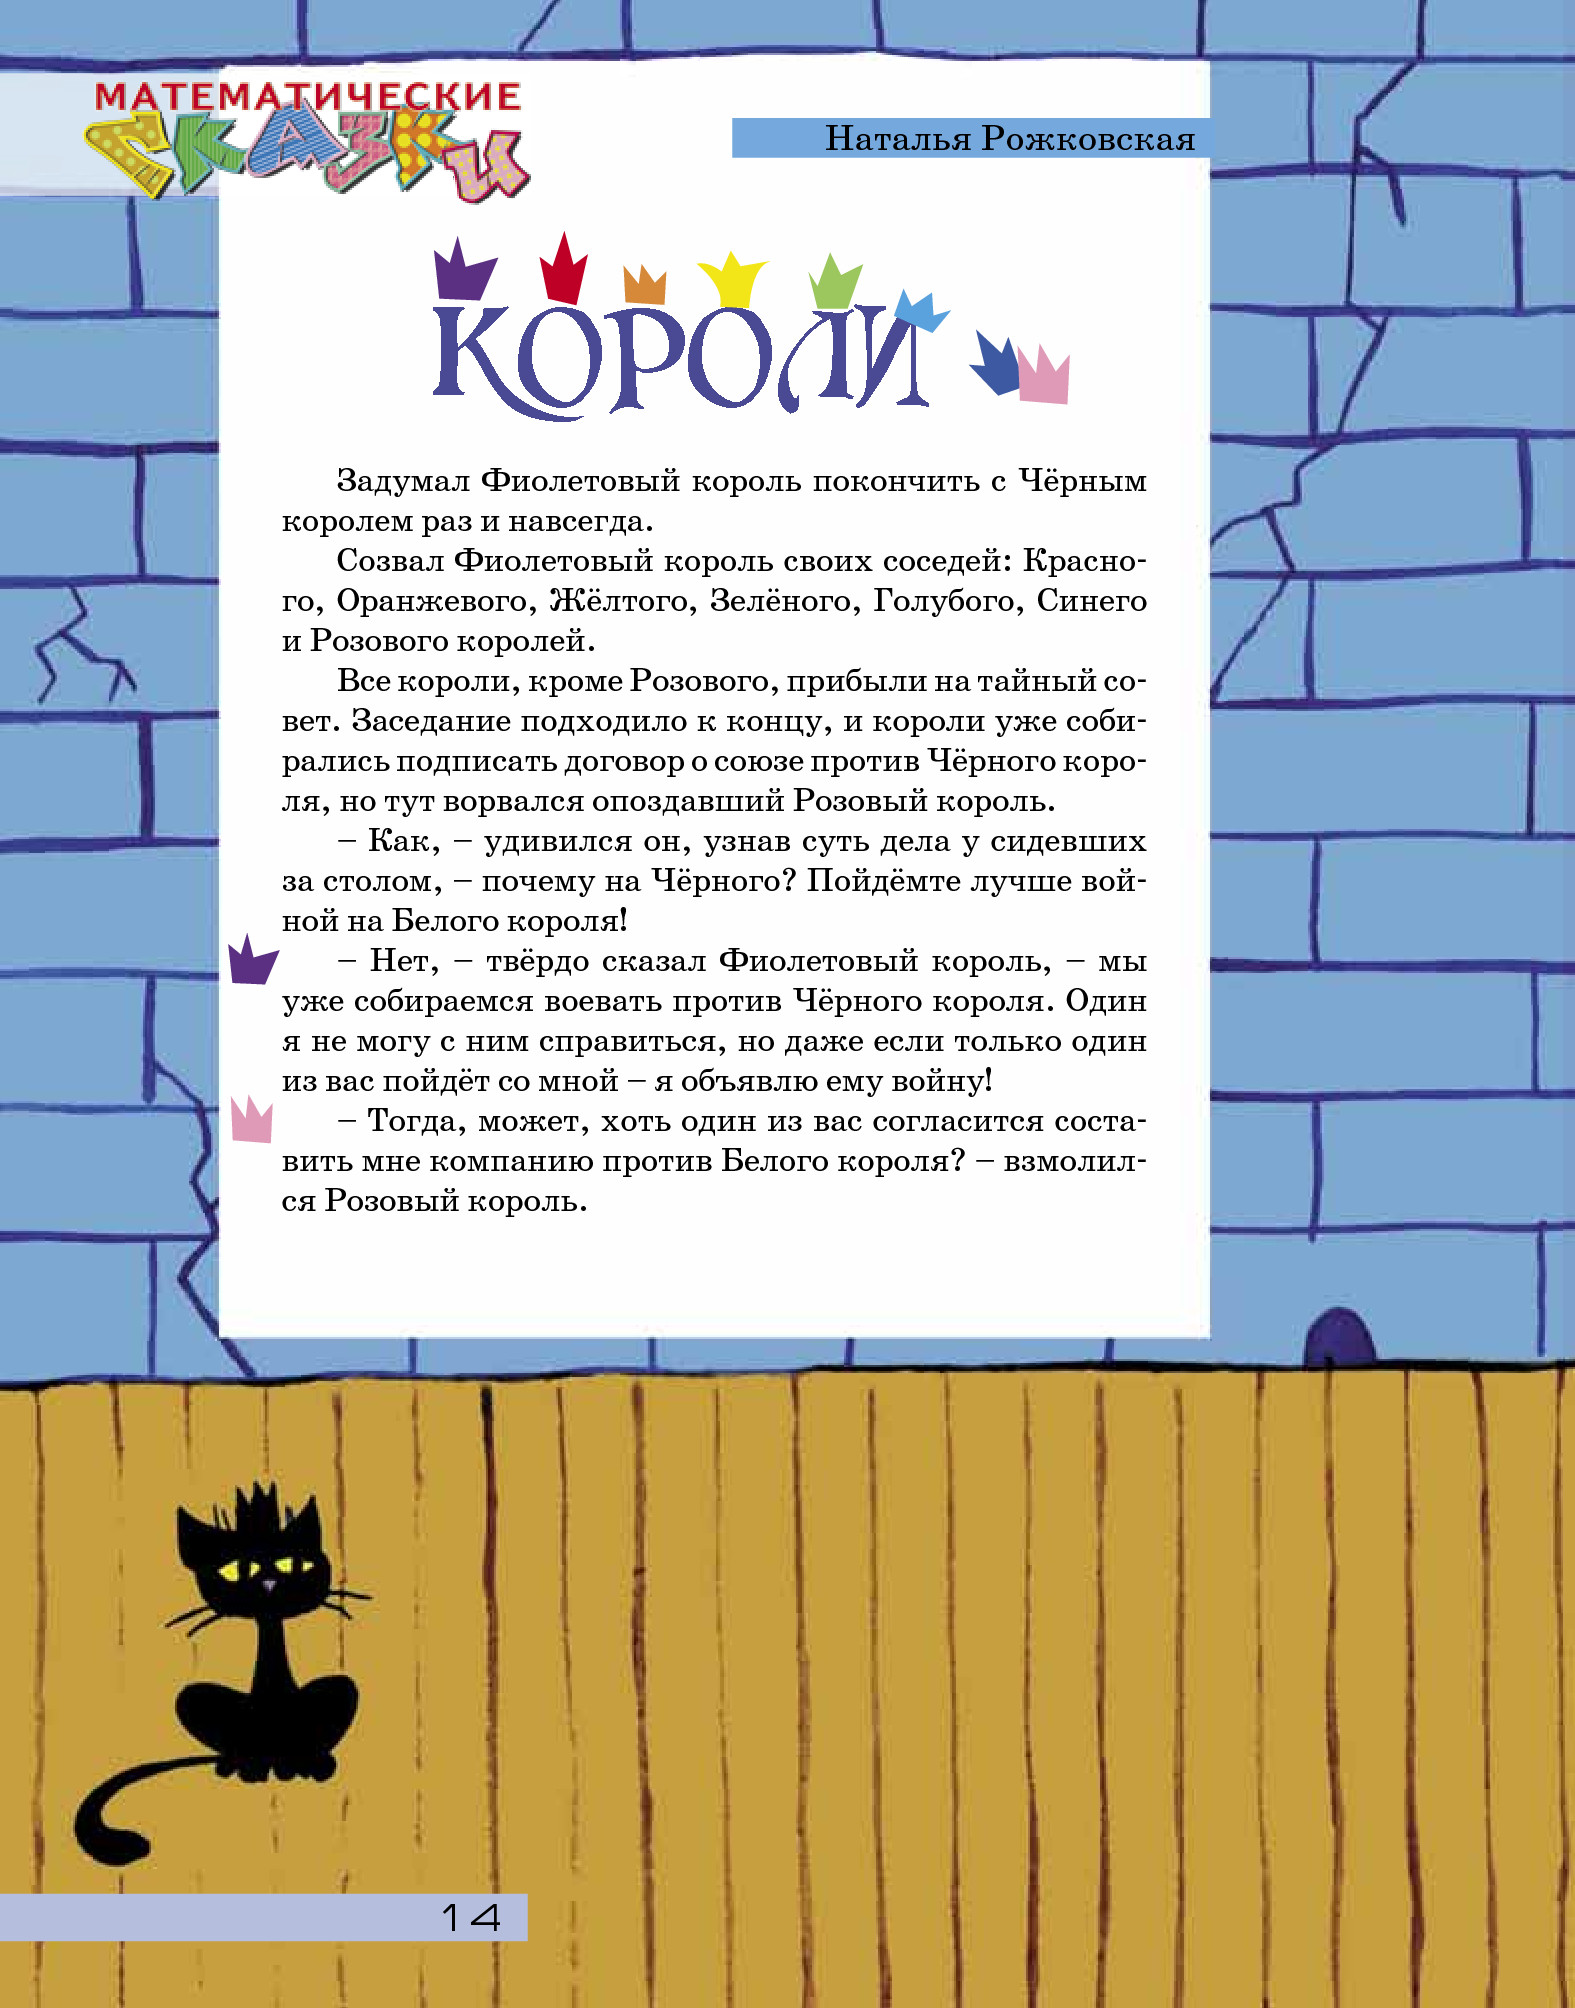 МАТЕМАТИЧЕСКИЕ
СКАЗКИ
Наталья Рожковская
КОРОЛИ
Задумал Фиолетовый король покончить с Чёрным
королем раз и навсегда.
Созвал Фиолетовый король своих соседей: Красно-
го, Оранжевого, Жёлтого, Зелёного, Голубого, Синего
и Розового королей.
Все короли, кроме Розового, прибыли на тайный со-
вет. Заседание подходило к концу, и короли уже соби-
рались подписать договор о союзе против Чёрного коро-
ля, но тут ворвался опоздавший Розовый король.
– Как, – удивился он, узнав суть дела у сидевших
за столом, – почему на Чёрного? Пойдёмте лучше вой-
ной на Белого короля!
– Нет, – твёрдо сказал Фиолетовый король, – мы
уже собираемся воевать против Чёрного короля. Один
я не могу с ним справиться, но даже если только один
из вас пойдёт со мной – я объявлю ему войну!
– Тогда, может, хоть один из вас согласится соста-
вить мне компанию против Белого короля? – взмолил-
ся Розовый король.
14